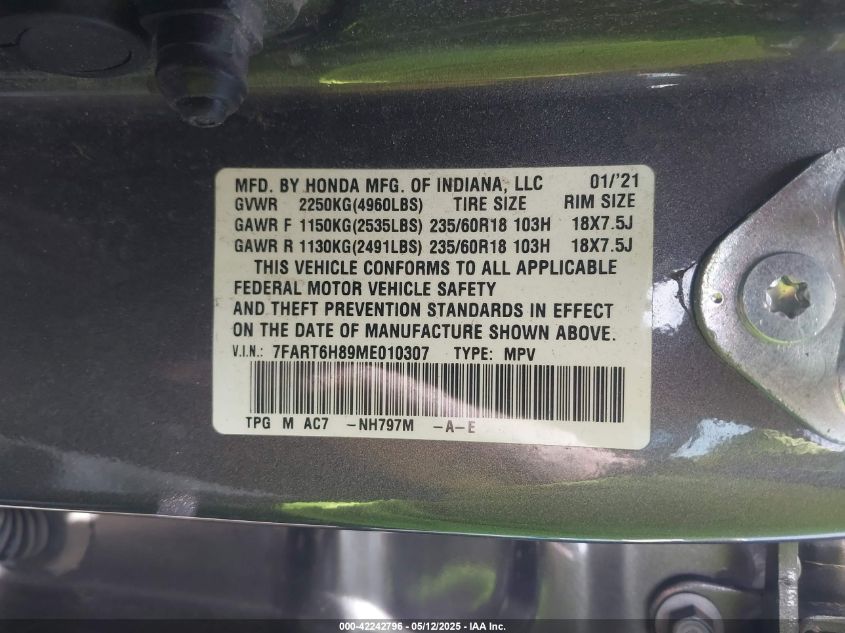 MFD. BY HONDA MFG. OF INDIANA, LLC 01/'21
GVWR 2250KG(4960LBS) TIRE SIZE RIM SIZE
GAWR F 1150KG(2535LBS) 235/60R18 103H 18X7.5J
GAWR R 1130KG(2491LBS) 235/60R18 103H 18X7.5J
THIS VEHICLE CONFORMS TO ALL APPLICABLE
FEDERAL MOTOR VEHICLE SAFETY
AND THEFT PREVENTION STANDARDS IN EFFECT
ON THE DATE OF MANUFACTURE SHOWN ABOVE.
V.I.N.: 7FART6H89ME010307 TYPE: MPV
TPG M AC7 -NH797M -A-E
000-42242796 - 05/12/2025 - IAA Inc.